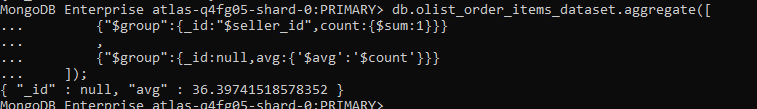 MongoDB Enterprise atlas-q4fg05-shard-0:PRIMARY> db.olist_order_items_dataset.aggregate([
... {"$group":{_id:"$seller_id",count:{$sum:1}}}
... ,
... {"$group":{_id:null,avg:{'$avg':'$count'}}}
... ]);
{ "_id" : null, "avg" : 36.39741518578352 }
MongoDB Enterprise atlas-q4fg05-shard-0:PRIMARY>